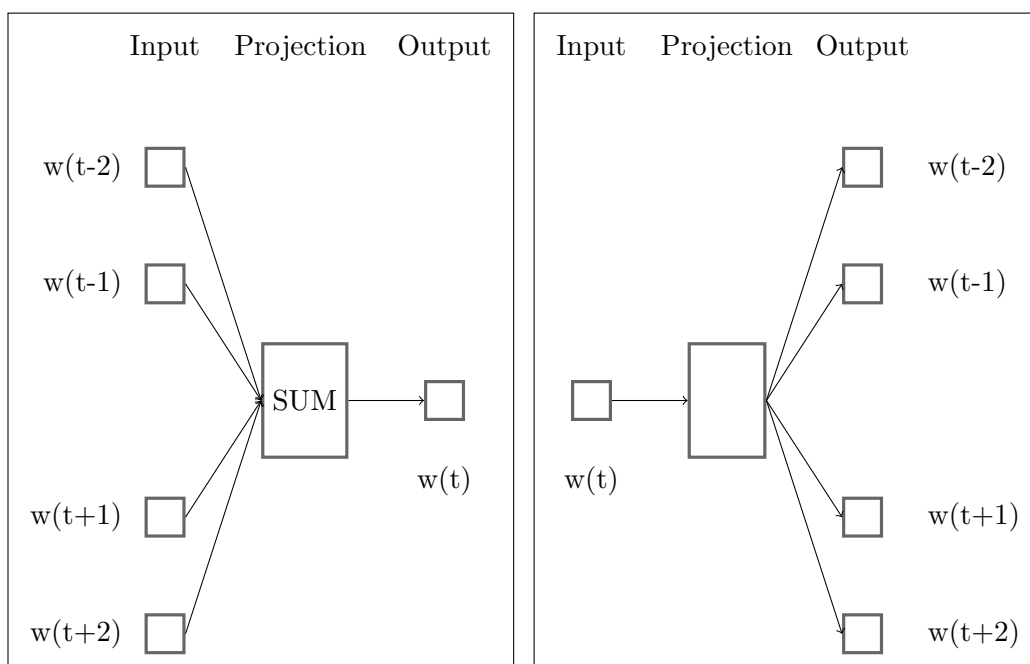 Input Projection Output
w(t-2)
w(t-1)
SUM
w(t)
w(t+1)
w(t+2)
Input Projection Output
w(t-2)
w(t-1)
w(t)
w(t+1)
w(t+2)